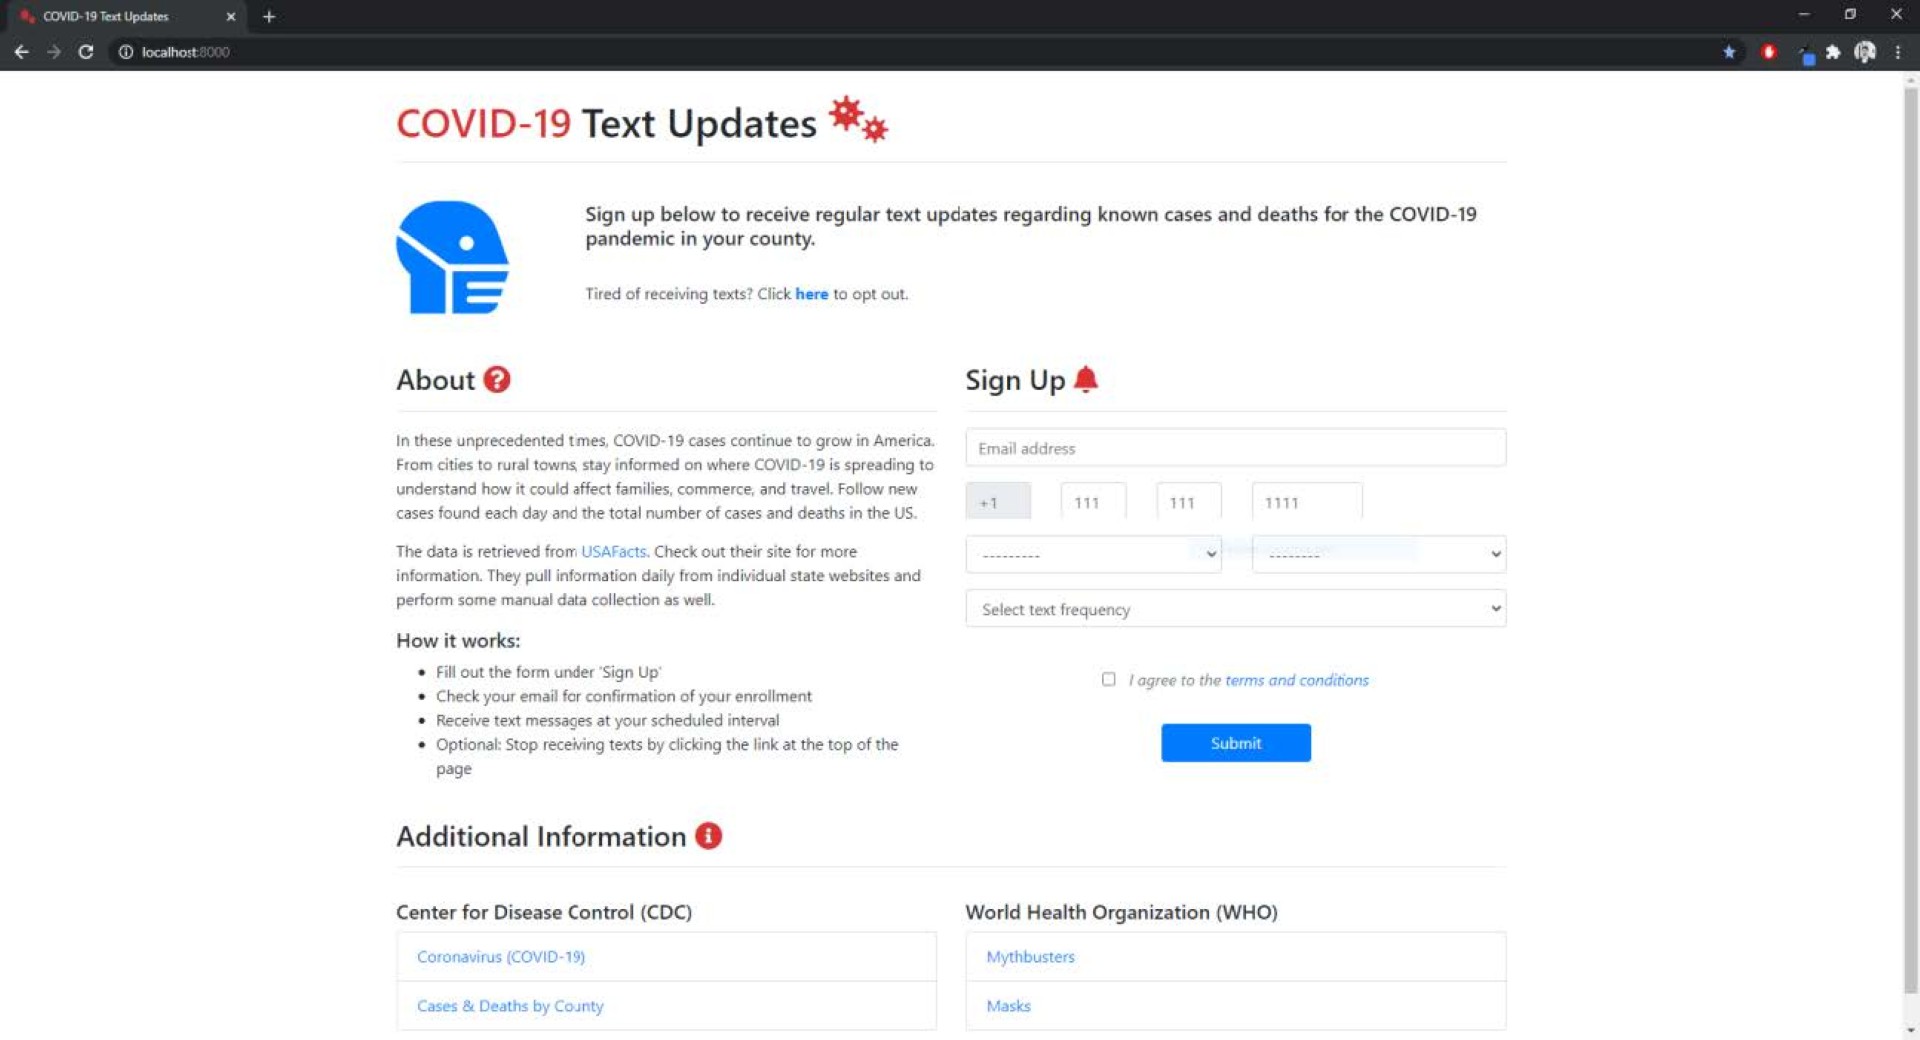 COVID-19 Text Updates
localhost:8000
COVID-19 Text Updates
Sign up below to receive regular text updates regarding known cases and deaths for the COVID-19
pandemic in your county.
Tired of receiving texts? Click here to opt out.
About
In these unprecedented times, COVID-19 cases continue to grow in America.
From cities to rural towns, stay informed on where COVID-19 is spreading to
understand how it could affect families, commerce, and travel. Follow new
cases found each day and the total number of cases and deaths in the US.
The data is retrieved from USAFacts. Check out their site for more
information. They pull information daily from individual state websites and
perform some manual data collection as well.
How it works:
• Fill out the form under 'Sign Up'
• Check your email for confirmation of your enrollment
• Receive text messages at your scheduled interval
• Optional: Stop receiving texts by clicking the link at the top of the
page
Sign Up
Email address
+1 111 111 1111
--------- ---------
Select text frequency
I agree to the terms and conditions
Submit
Additional Information
Center for Disease Control (CDC)
Coronavirus (COVID-19)
Cases & Deaths by County
World Health Organization (WHO)
Mythbusters
Masks